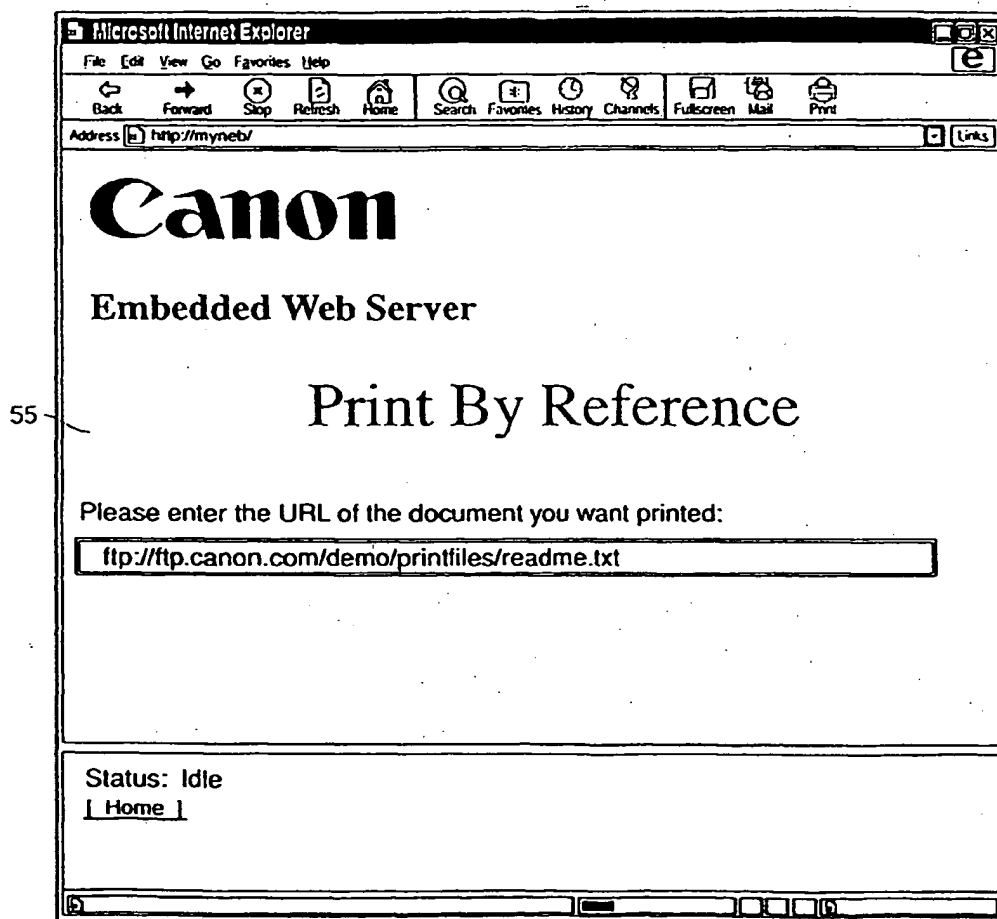 Microsoft Internet Explorer
File Edit View Go Favorites Help
e
Back Forward Stop Refresh Home Search Favorites History Channels Fullscreen Mail Print
Address http://myneb/ Links
Canon
Embedded Web Server
Print By Reference
55
Please enter the URL of the document you want printed:
ftp://ftp.canon.com/demo/printfiles/readme.txt
Status: Idle
[ Home ]